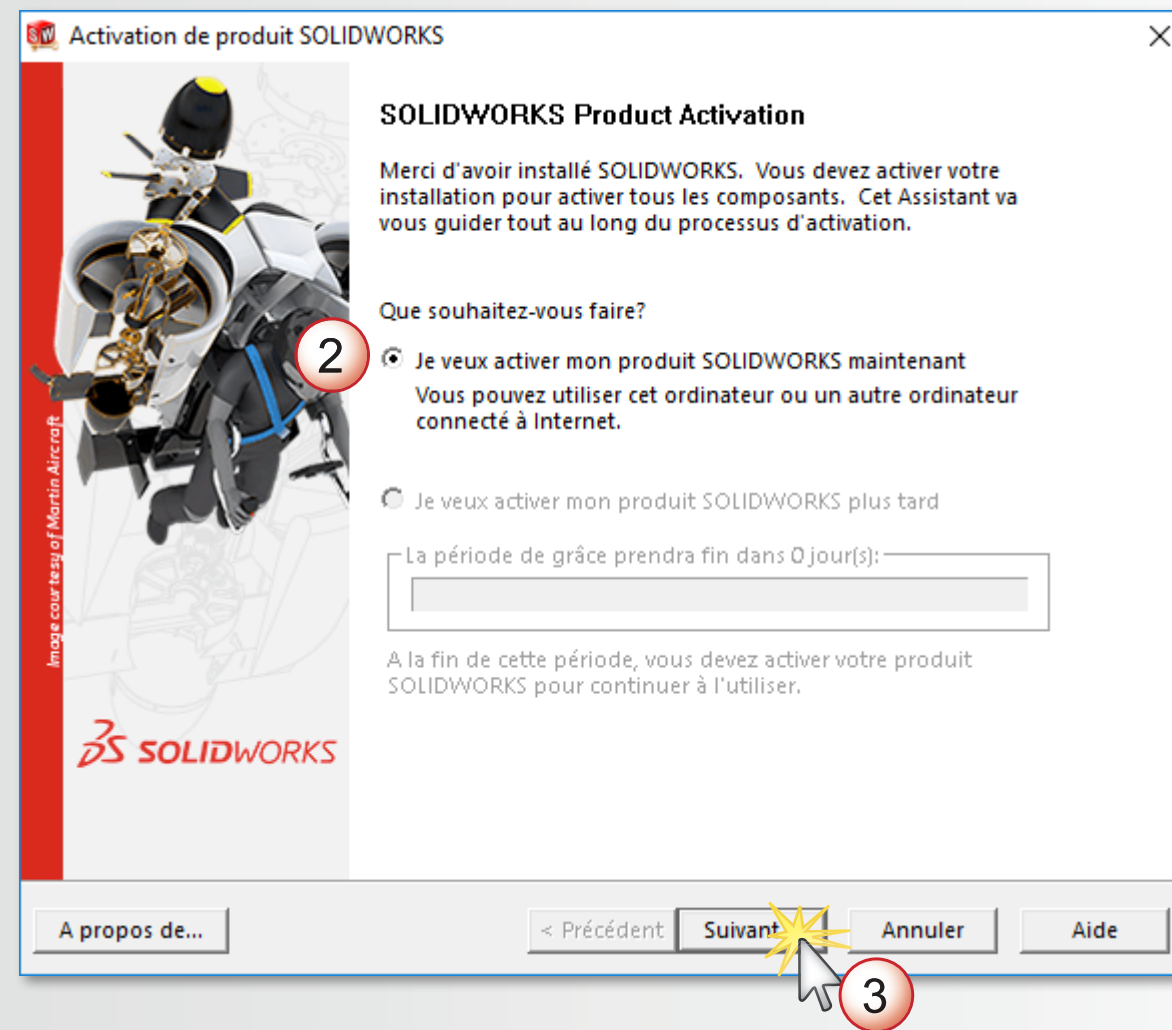 Activation de produit SOLIDWORKS
SOLIDWORKS Product Activation
Merci d'avoir installé SOLIDWORKS. Vous devez activer votre
installation pour activer tous les composants. Cet Assistant va
vous guider tout au long du processus d'activation.
Que souhaitez-vous faire?
2
Je veux activer mon produit SOLIDWORKS maintenant
Vous pouvez utiliser cet ordinateur ou un autre ordinateur
connecté à Internet.
Je veux activer mon produit SOLIDWORKS plus tard
La période de grâce prendra fin dans 0 jour(s):
A la fin de cette période, vous devez activer votre produit
SOLIDWORKS pour continuer à l'utiliser.
Image courtesy of Martin Aircraft
SOLIDWORKS
A propos de...
< Précédent
Suivant
Annuler
Aide
3